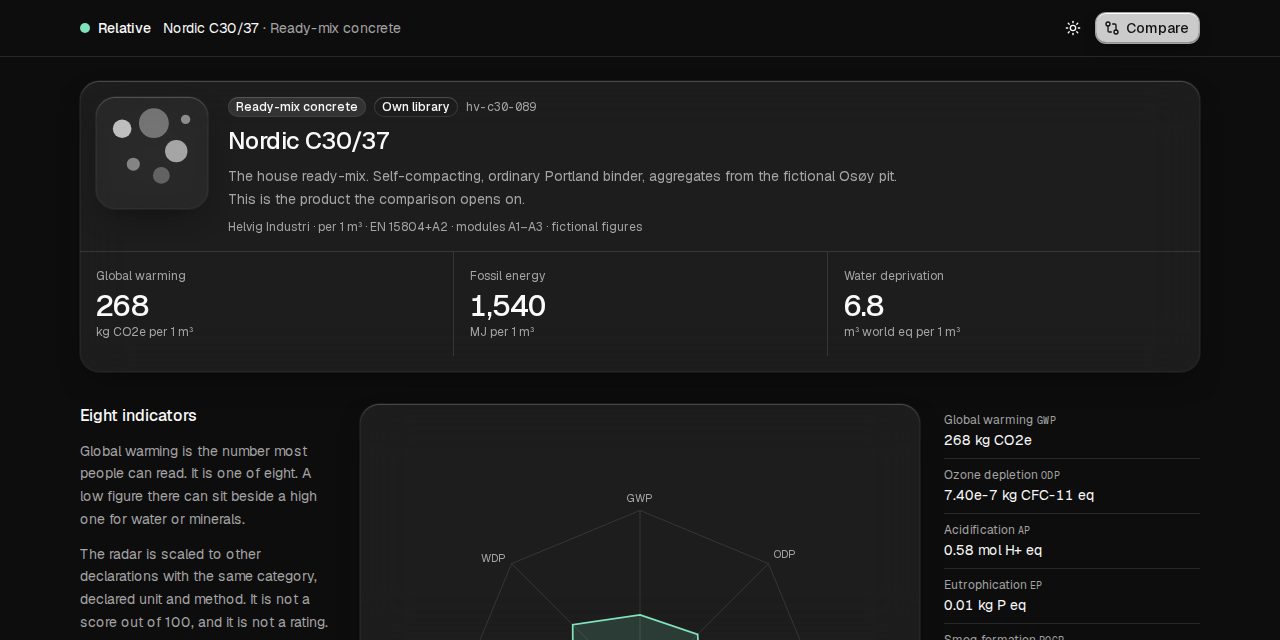 Relative Nordic C30/37 · Ready-mix concrete
Compare
Ready-mix concrete Own library hv-c30-089
Nordic C30/37
The house ready-mix. Self-compacting, ordinary Portland binder, aggregates from the fictional Osøy pit.
This is the product the comparison opens on.
Helvig Industri · per 1 m³ · EN 15804+A2 · modules A1–A3 · fictional figures
Global warming
268
kg CO2e per 1 m³
Fossil energy
1,540
MJ per 1 m³
Water deprivation
6.8
m³ world eq per 1 m³
Eight indicators
Global warming is the number most
people can read. It is one of eight. A
low figure there can sit beside a high
one for water or minerals.
The radar is scaled to other
declarations with the same category,
declared unit and method. It is not a
score out of 100, and it is not a rating.
GWP
WDP
ODP
Global warming GWP
268 kg CO2e
Ozone depletion ODP
7.40e-7 kg CFC-11 eq
Acidification AP
0.58 mol H+ eq
Eutrophication EP
0.01 kg P eq
Smog formation POCP